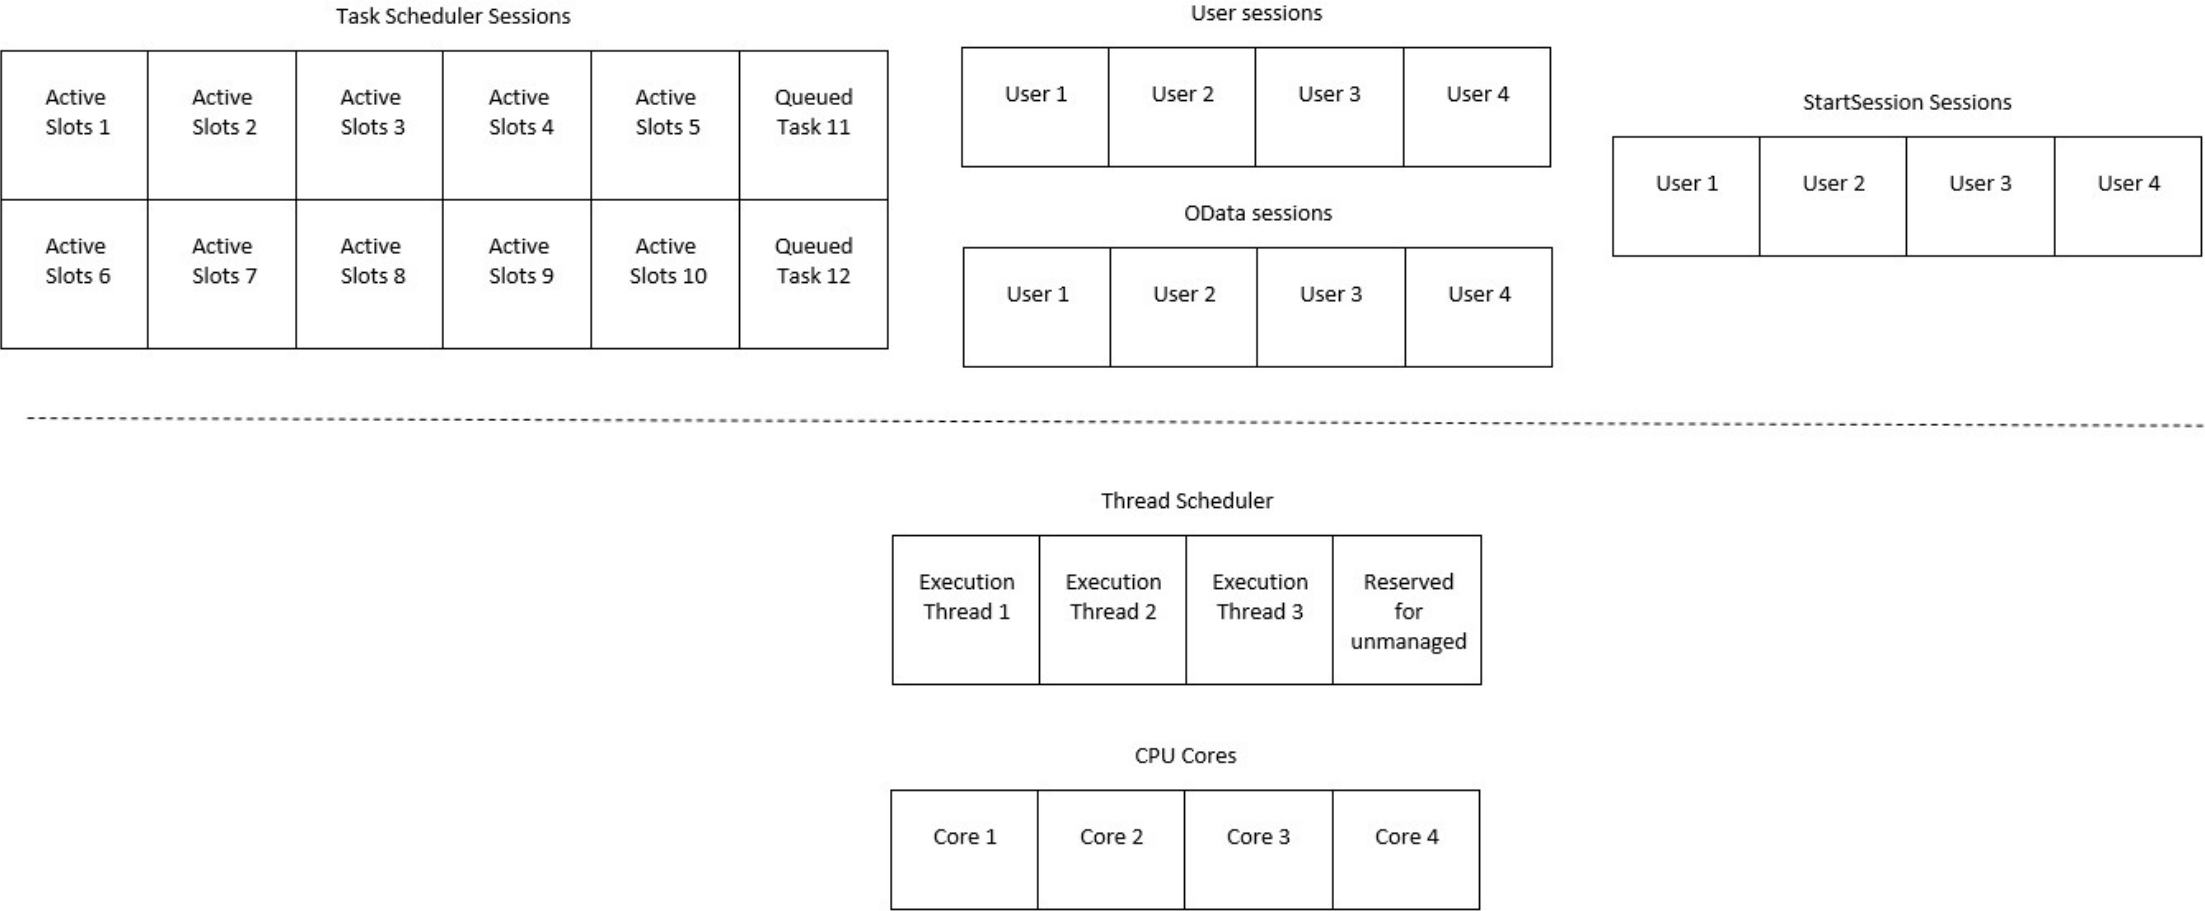 Task Scheduler Sessions
Active
Slots 1
Active
Slots 2
Active
Slots 3
Active
Slots 4
Active
Slots 5
Queued
Task 11
Active
Slots 6
Active
Slots 7
Active
Slots 8
Active
Slots 9
Active
Slots 10
Queued
Task 12
User sessions
User 1
User 2
User 3
User 4
OData sessions
User 1
User 2
User 3
User 4
StartSession Sessions
User 1
User 2
User 3
User 4
Thread Scheduler
Execution
Thread 1
Execution
Thread 2
Execution
Thread 3
Reserved
for
unmanaged
CPU Cores
Core 1
Core 2
Core 3
Core 4